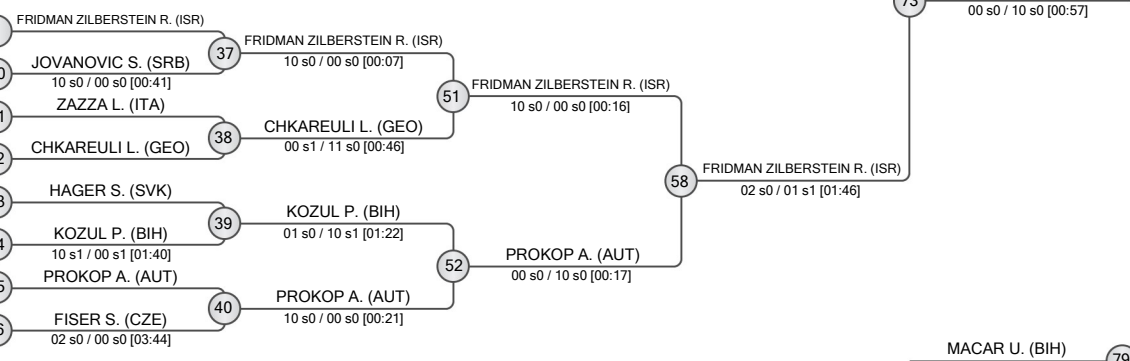 FRIDMAN ZILBERSTEIN R. (ISR)
JOVANOVIC S. (SRB)
10 s0 / 00 s0 [00:41]
ZAZZA L. (ITA)
CHKAREULI L. (GEO)
HAGER S. (SVK)
KOZUL P. (BIH)
10 s1 / 00 s1 [01:40]
PROKOP A. (AUT)
FISER S. (CZE)
02 s0 / 00 s0 [03:44]
37
38
39
40
FRIDMAN ZILBERSTEIN R. (ISR)
10 s0 / 00 s0 [00:07]
CHKAREULI L. (GEO)
00 s1 / 11 s0 [00:46]
KOZUL P. (BIH)
01 s0 / 10 s1 [01:22]
PROKOP A. (AUT)
10 s0 / 00 s0 [00:21]
51
52
FRIDMAN ZILBERSTEIN R. (ISR)
10 s0 / 00 s0 [00:16]
PROKOP A. (AUT)
00 s0 / 10 s0 [00:17]
58
FRIDMAN ZILBERSTEIN R. (ISR)
02 s0 / 01 s1 [01:46]
73
00 s0 / 10 s0 [00:57]
MACAR U. (BIH)
79